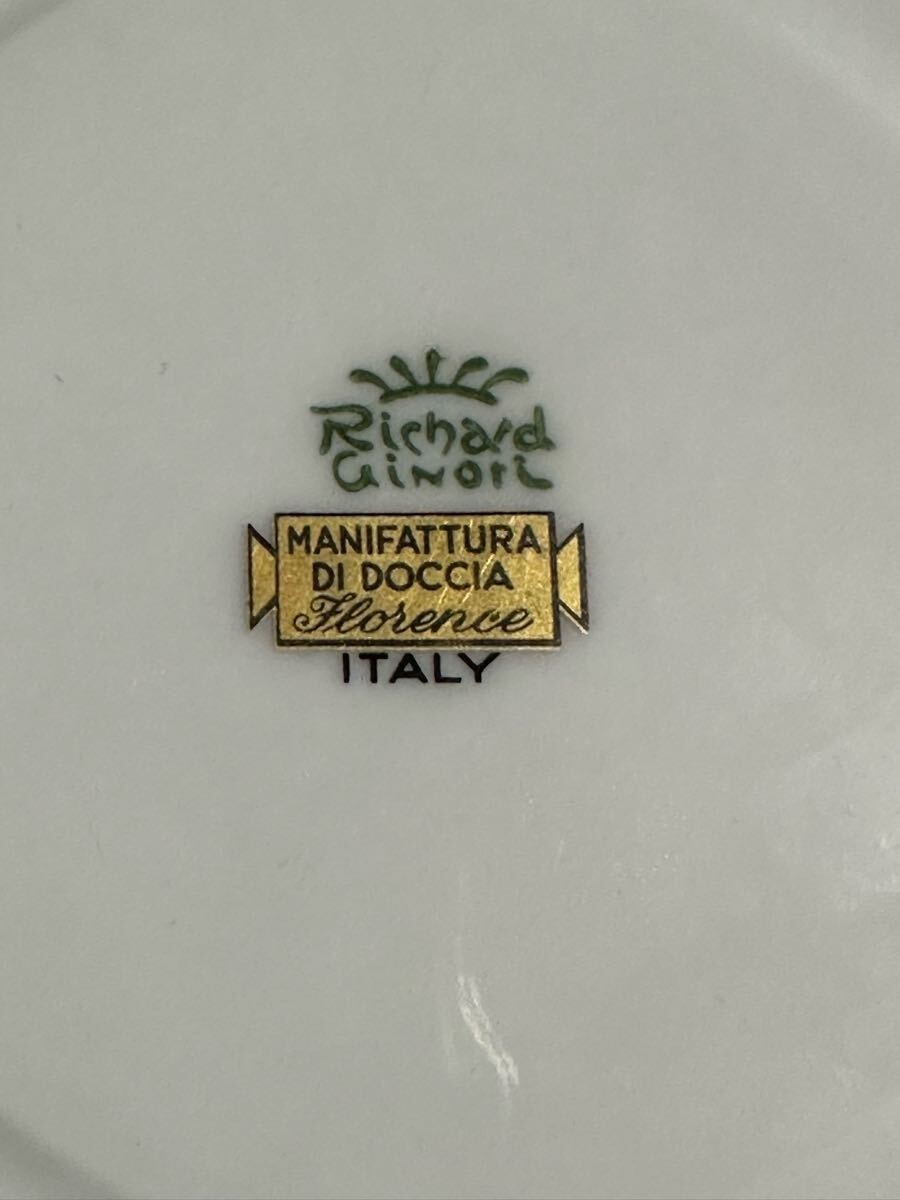 Richard
Ginori
MANIFATTURA
DI DOCCIA
Florence
ITALY